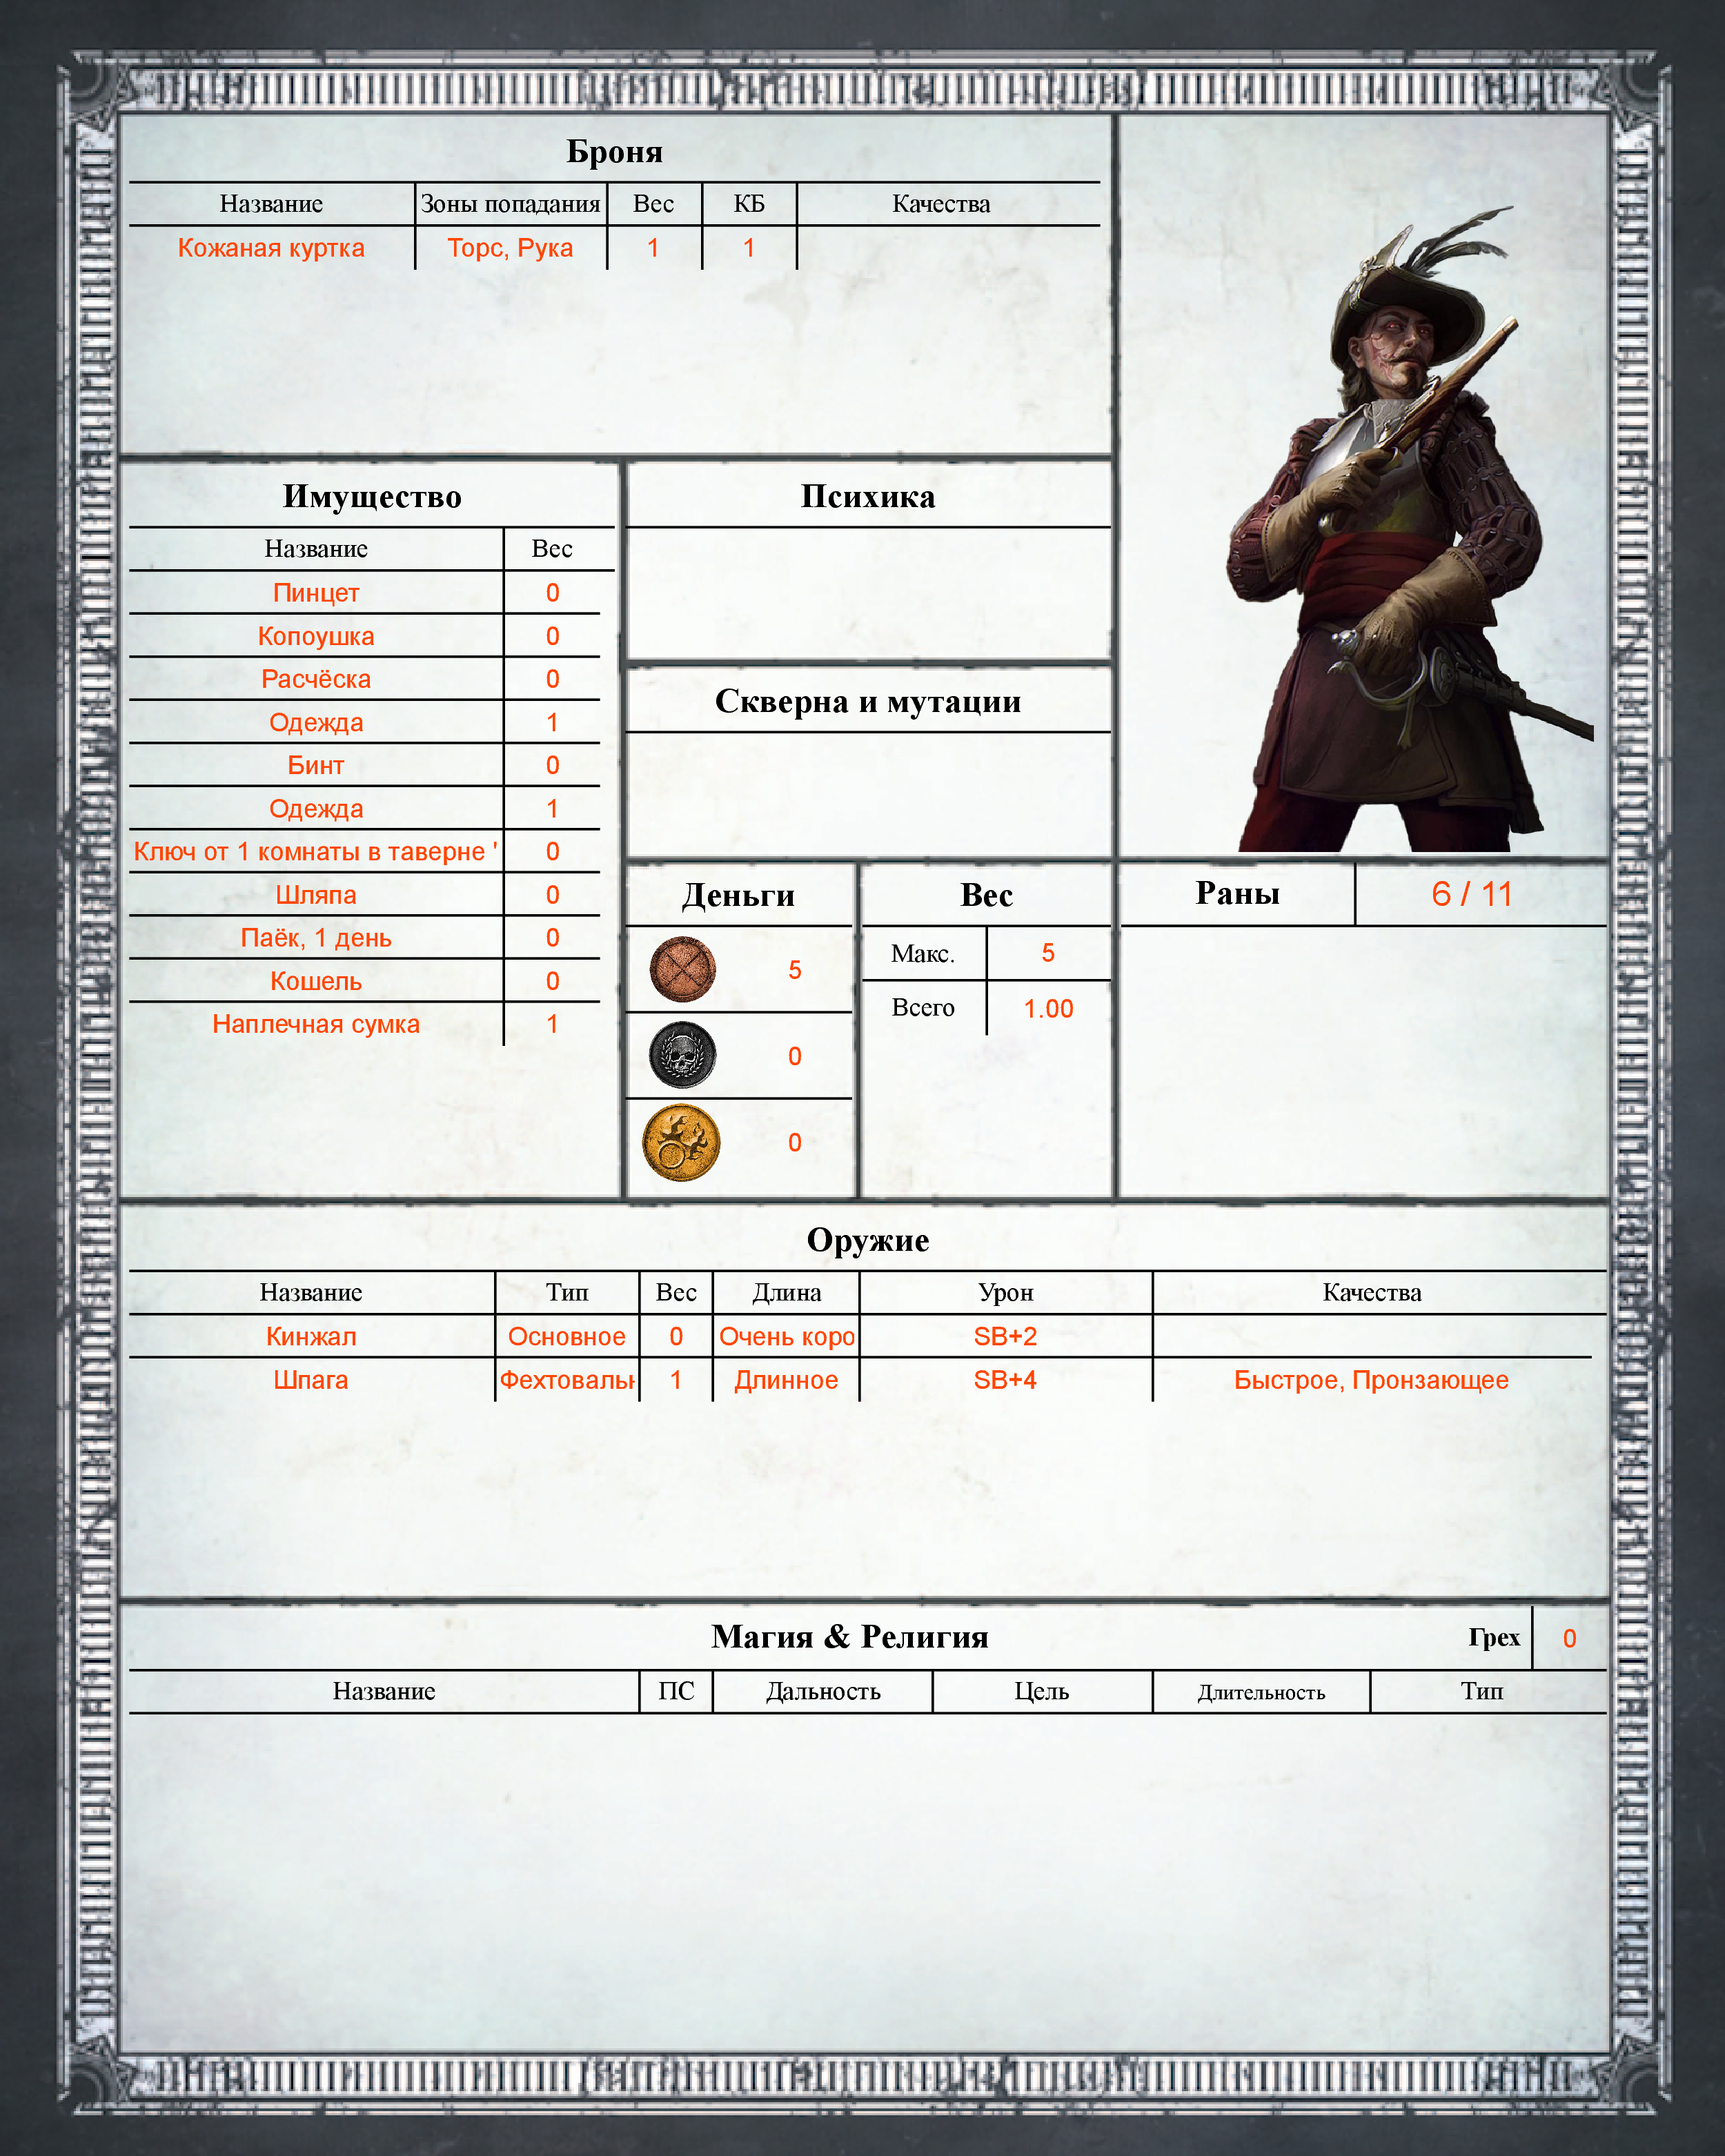 Броня
Название Зоны попадания Вес КБ Качества
Кожаная куртка Торс, Рука 1 1
Имущество
Название Вес
Пинцет 0
Копоушка 0
Расчёска 0
Одежда 1
Бинт 0
Одежда 1
Ключ от 1 комнаты в таверне ' 0
Шляпа 0
Паёк, 1 день 0
Кошель 0
Наплечная сумка 1
Психика
Скверна и мутации
Деньги
5
0
0
Вес
Макс. 5
Всего 1.00
Раны 6 / 11
Оружие
Название Тип Вес Длина Урон Качества
Кинжал Основное 0 Очень коро SB+2
Шпага Фехтоваль 1 Длинное SB+4 Быстрое, Пронзающее
Магия & Религия Грех 0
Название ПС Дальность Цель Длительность Тип